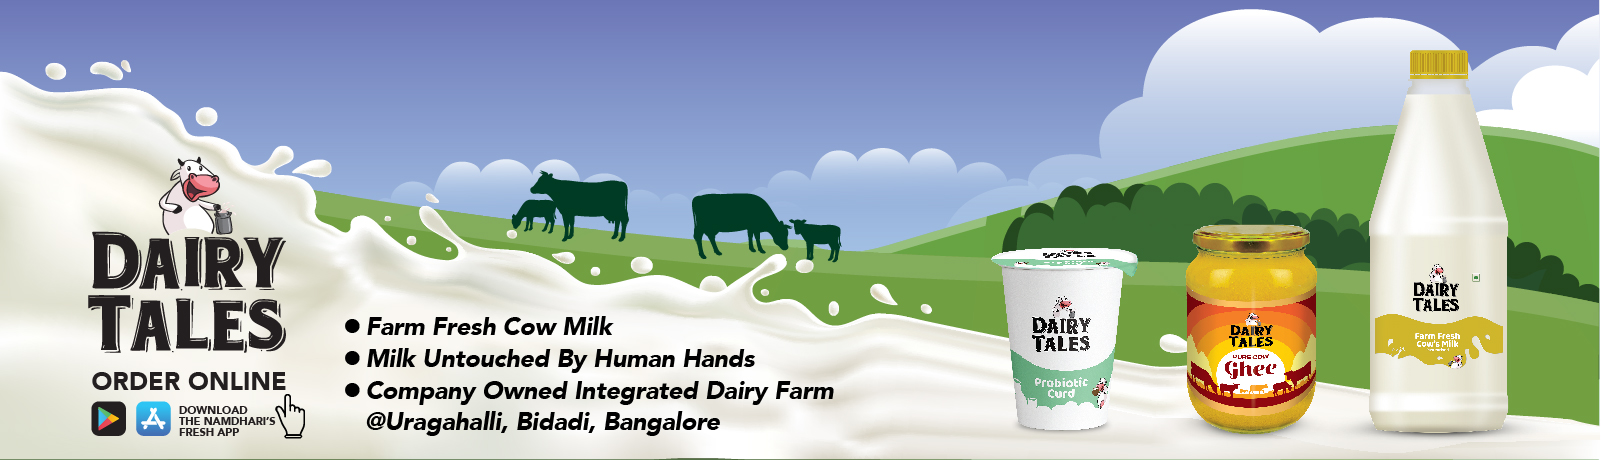 DAIRY
TALES
ORDER ONLINE
DOWNLOAD
THE NAMDHARI'S
FRESH APP
● Farm Fresh Cow Milk
● Milk Untouched By Human Hands
● Company Owned Integrated Dairy Farm
@Uragahalli, Bidadi, Bangalore
DAIRY
TALES
Probiotic
Curd
DAIRY
TALES
PURE COW
Ghee
DAIRY
TALES
Farm Fresh
Cow's Milk